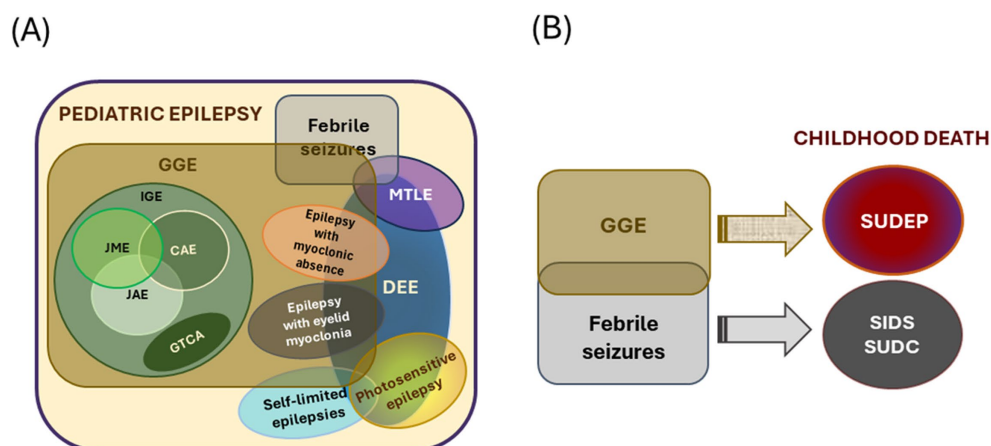 (A)
PEDIATRIC EPILEPSY
Febrile
seizures
GGE
IGE
JME
CAE
JAE
GTCA
MTLE
Epilepsy
with
myoclonic
absence
DEE
Epilepsy
with eyelid
myoclonia
Self-limited
epilepsies
Photosensitive
epilepsy
(B)
CHILDHOOD DEATH
GGE
SUDEP
Febrile
seizures
SIDS
SUDC